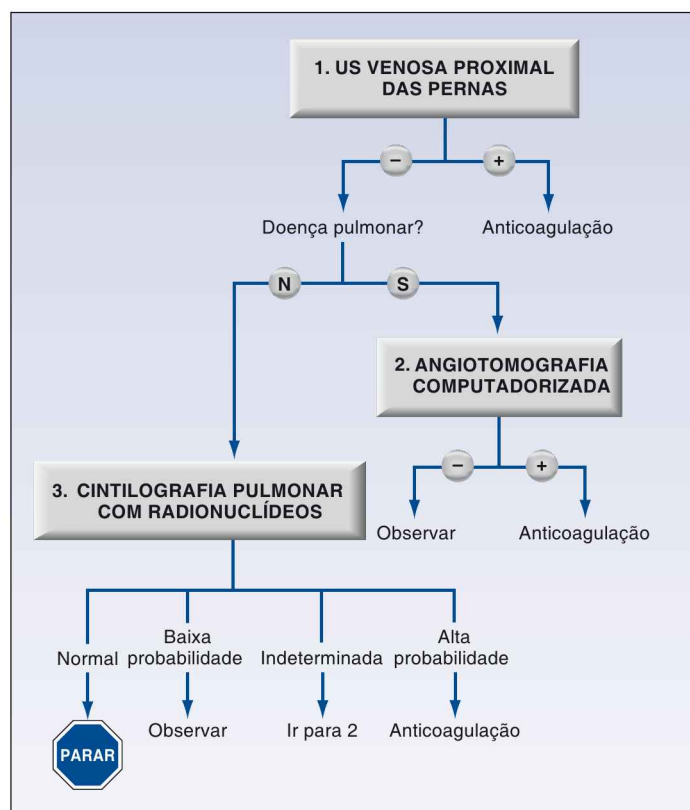 1. US VENOSA PROXIMAL
DAS PERNAS
−
+
Doença pulmonar?
Anticoagulação
N
S
2. ANGIOTOMOGRAFIA
COMPUTADORIZADA
−
+
Observar
Anticoagulação
3. CINTILOGRAFIA PULMONAR
COM RADIONUCLÍDEOS
Normal
Baixa
probabilidade
Indeterminada
Alta
probabilidade
PARAR
Observar
Ir para 2
Anticoagulação